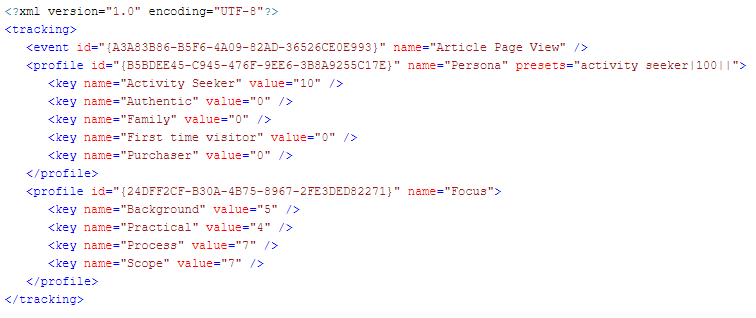 <?xml version="1.0" encoding="UTF-8"?>
<tracking>
<event id="{A3A83B86-B5F6-4A09-82AD-36526CE0E993}" name="Article Page View" />
<profile id="{B5BDEE45-C945-476F-9EE6-3B8A9255C17E}" name="Persona" presets="activity seeker|100||">
<key name="Activity Seeker" value="10" />
<key name="Authentic" value="0" />
<key name="Family" value="0" />
<key name="First time visitor" value="0" />
<key name="Purchaser" value="0" />
</profile>
<profile id="{24DFF2CF-B30A-4B75-8967-2FE3DED82271}" name="Focus">
<key name="Background" value="5" />
<key name="Practical" value="4" />
<key name="Process" value="7" />
<key name="Scope" value="7" />
</profile>
</tracking>